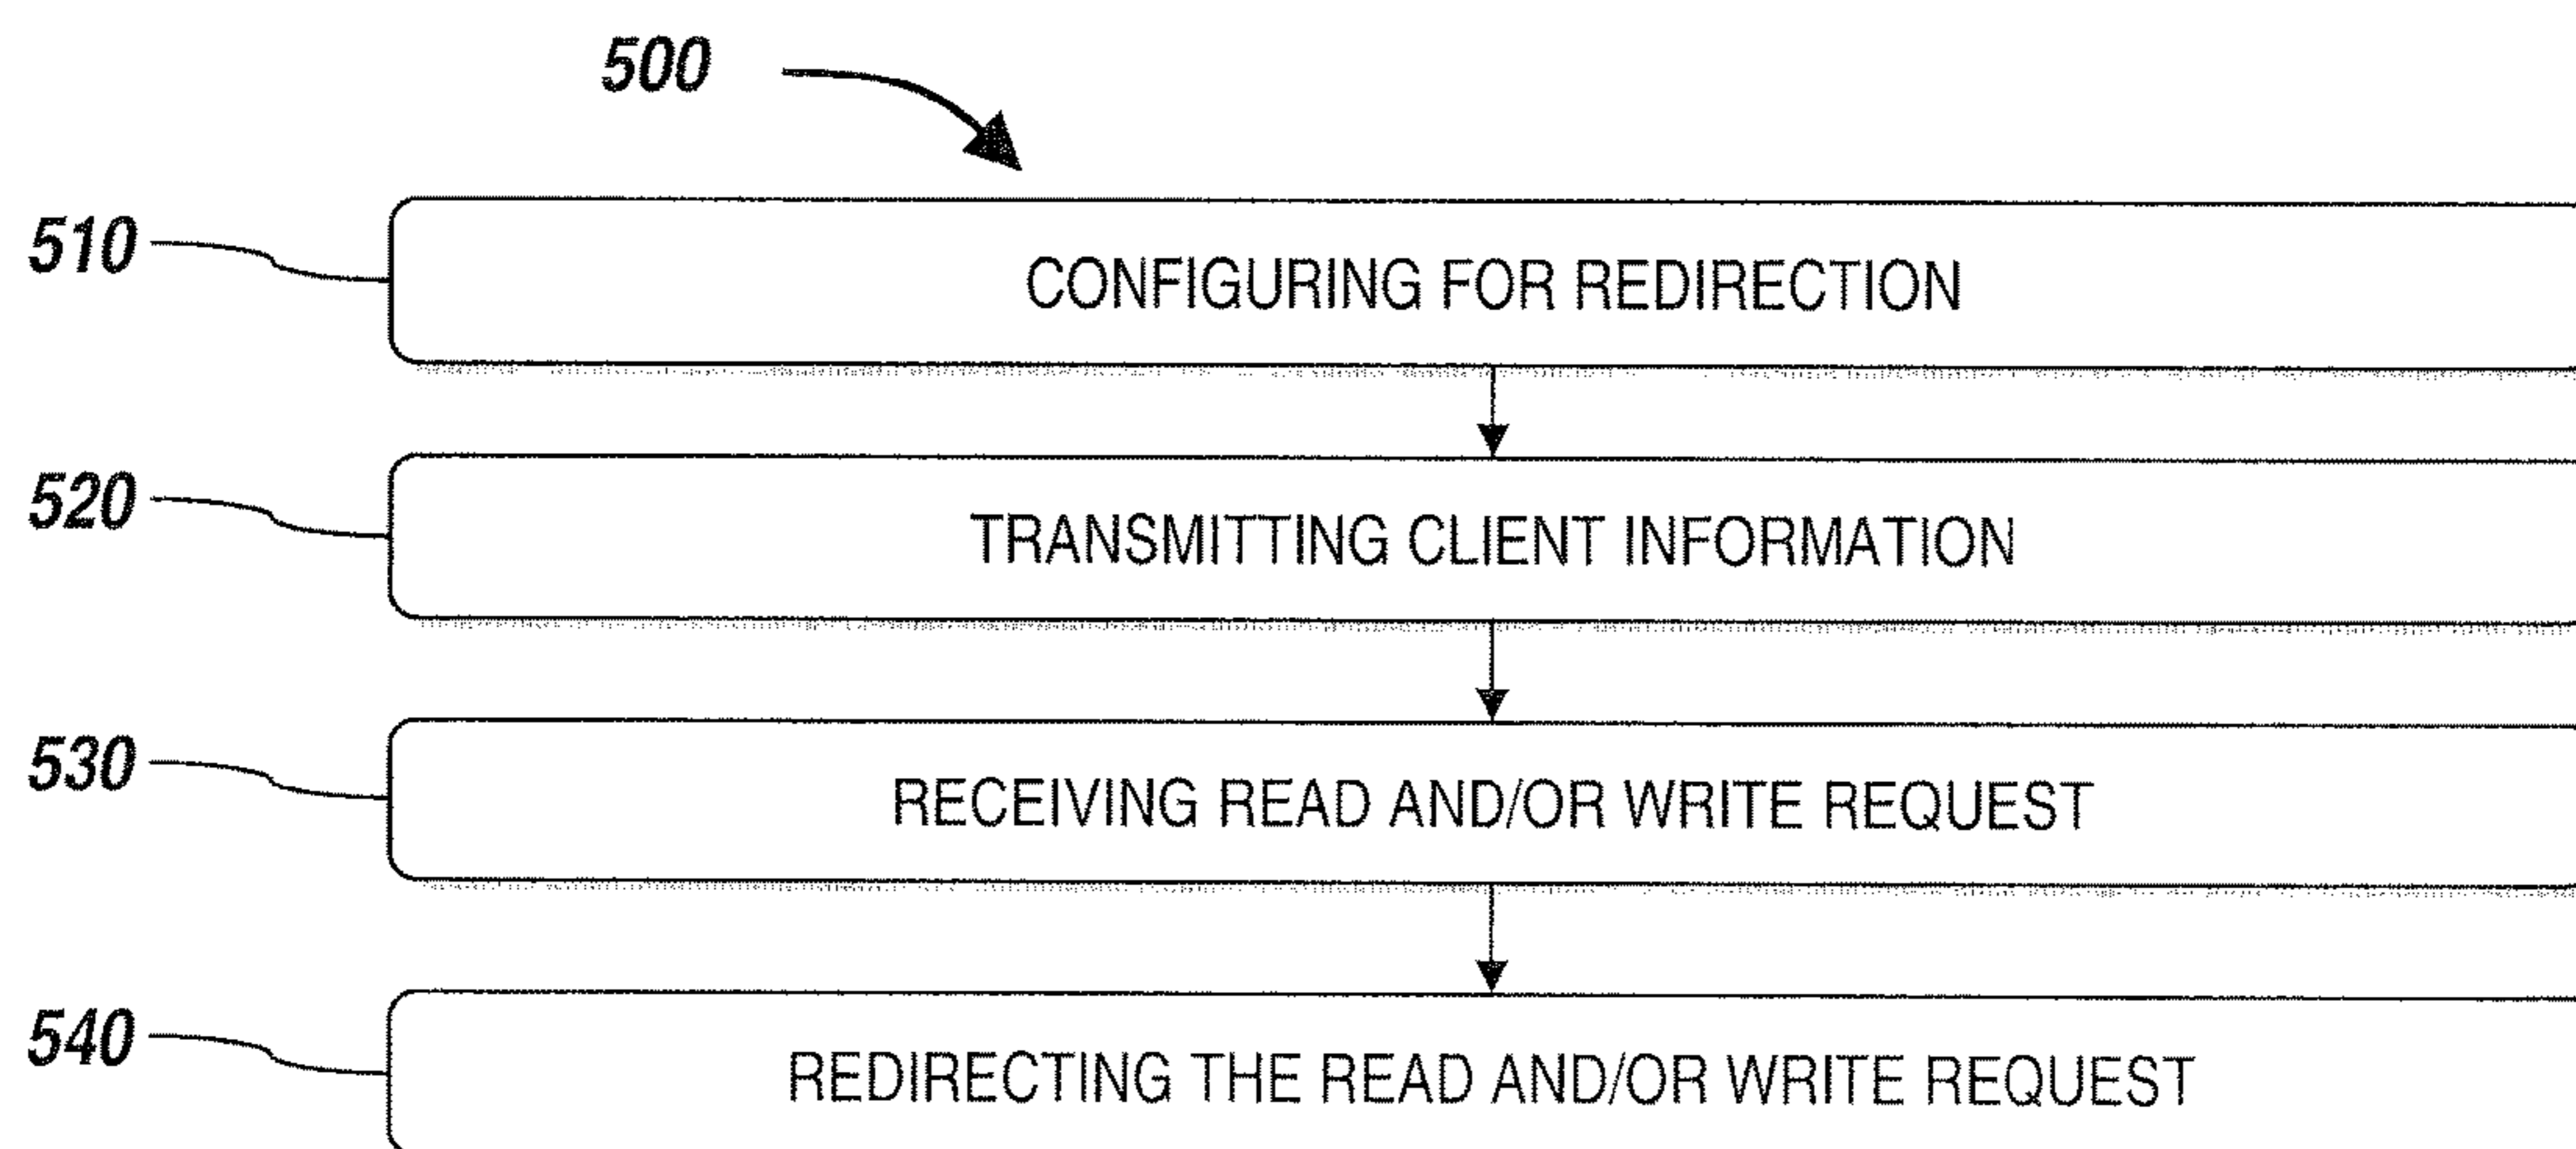 500
510 CONFIGURING FOR REDIRECTION
520 TRANSMITTING CLIENT INFORMATION
530 RECEIVING READ AND/OR WRITE REQUEST
540 REDIRECTING THE READ AND/OR WRITE REQUEST